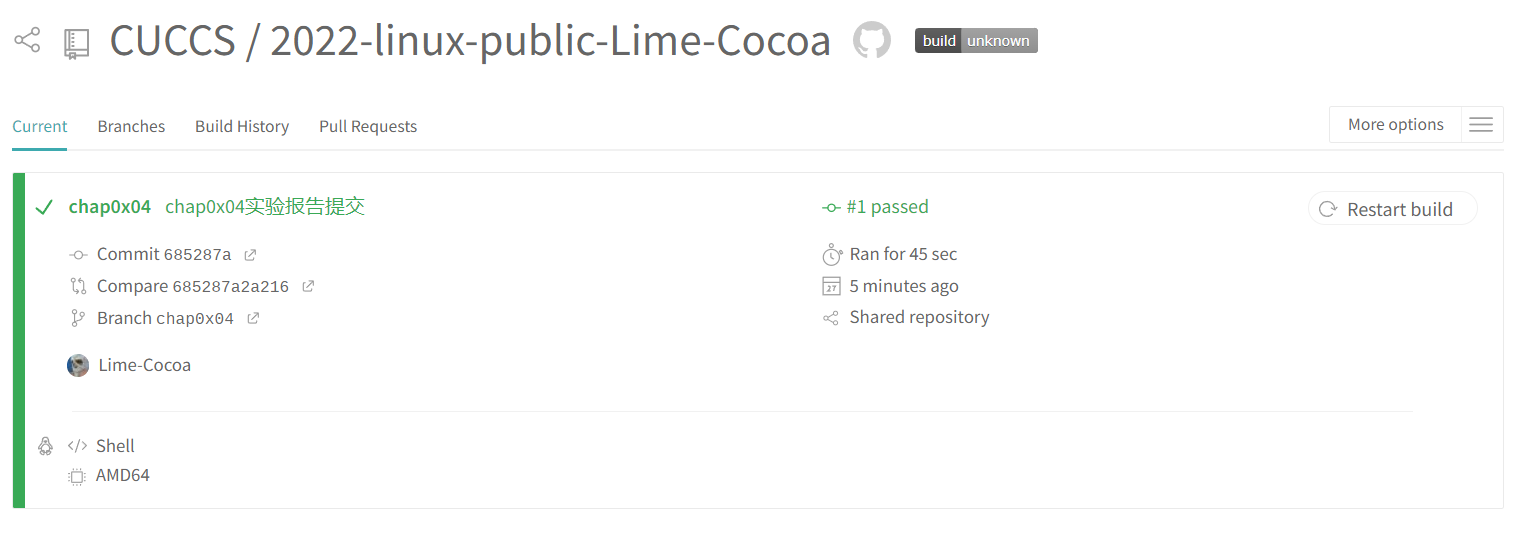 CUCCS / 2022-linux-public-Lime-Cocoa build unknown
Current Branches Build History Pull Requests More options
chap0x04 chap0x04实验报告提交 #1 passed Restart build
Commit 685287a Ran for 45 sec
Compare 685287a2a216 5 minutes ago
Branch chap0x04 Shared repository
Lime-Cocoa
Shell
AMD64